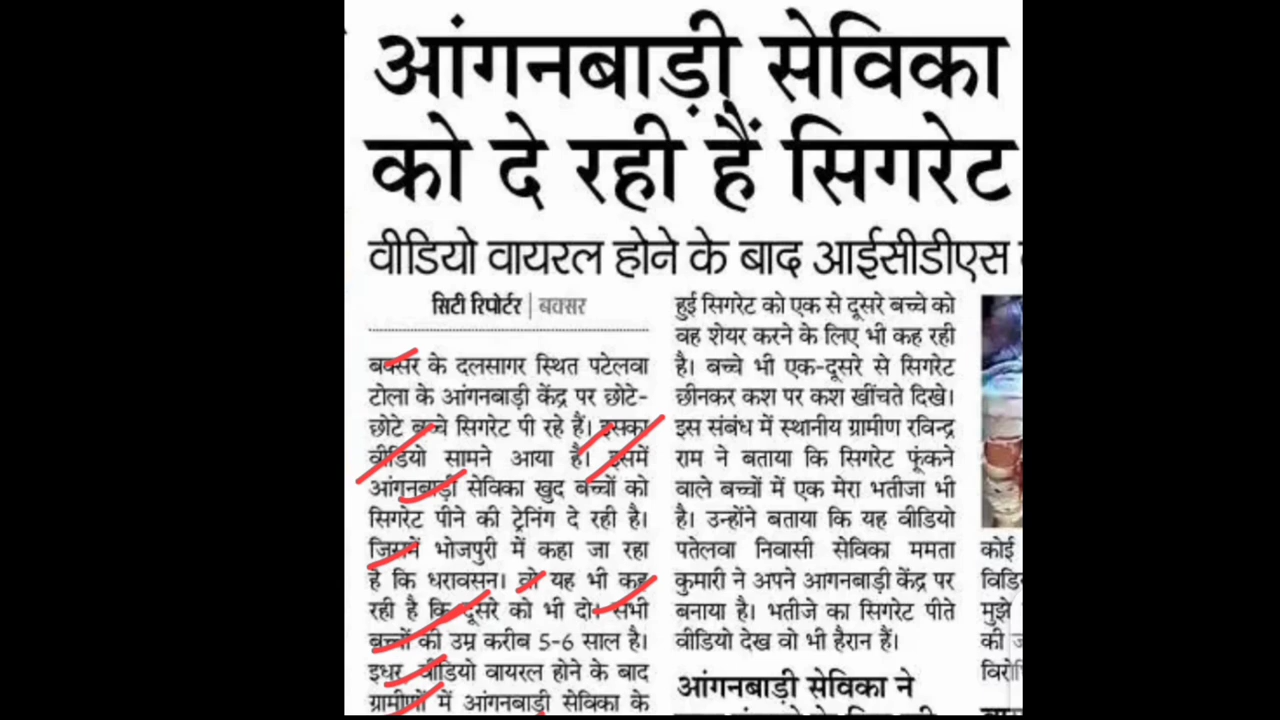 आंगनबाड़ी सेविका
को दे रही हैं सिगरेट
वीडियो वायरल होने के बाद आईसीडीएस
सिटी रिपोर्टर | बक्सर
बक्सर के दलसागर स्थित पटेलवा
टोला के आंगनबाड़ी केंद्र पर छोटे-
छोटे बच्चे सिगरेट पी रहे हैं। इसका
वीडियो सामने आया है। इसमें
आंगनबाड़ी सेविका खुद बच्चों को
सिगरेट पीने की ट्रेनिंग दे रही है।
जिसमें भोजपुरी में कहा जा रहा
है कि धरावसन। वो यह भी कह
रही है कि दूसरे को भी दो। सभी
बच्चों की उम्र करीब 5-6 साल है।
इधर, वीडियो वायरल होने के बाद
ग्रामीणों में आंगनबाड़ी सेविका के
हुई सिगरेट को एक से दूसरे बच्चे को
वह शेयर करने के लिए भी कह रही
है। बच्चे भी एक-दूसरे से सिगरेट
छीनकर कश पर कश खींचते दिखे।
इस संबंध में स्थानीय ग्रामीण रविन्द्र
राम ने बताया कि सिगरेट फूंकने
वाले बच्चों में एक मेरा भतीजा भी
है। उन्होंने बताया कि यह वीडियो
पतेलवा निवासी सेविका ममता
कुमारी ने अपने आगनबाड़ी केंद्र पर
बनाया है। भतीजे का सिगरेट पीते
वीडियो देख वो भी हैरान हैं।
आंगनबाड़ी सेविका ने
कोई
विडि
मुझे
की ज
विरो